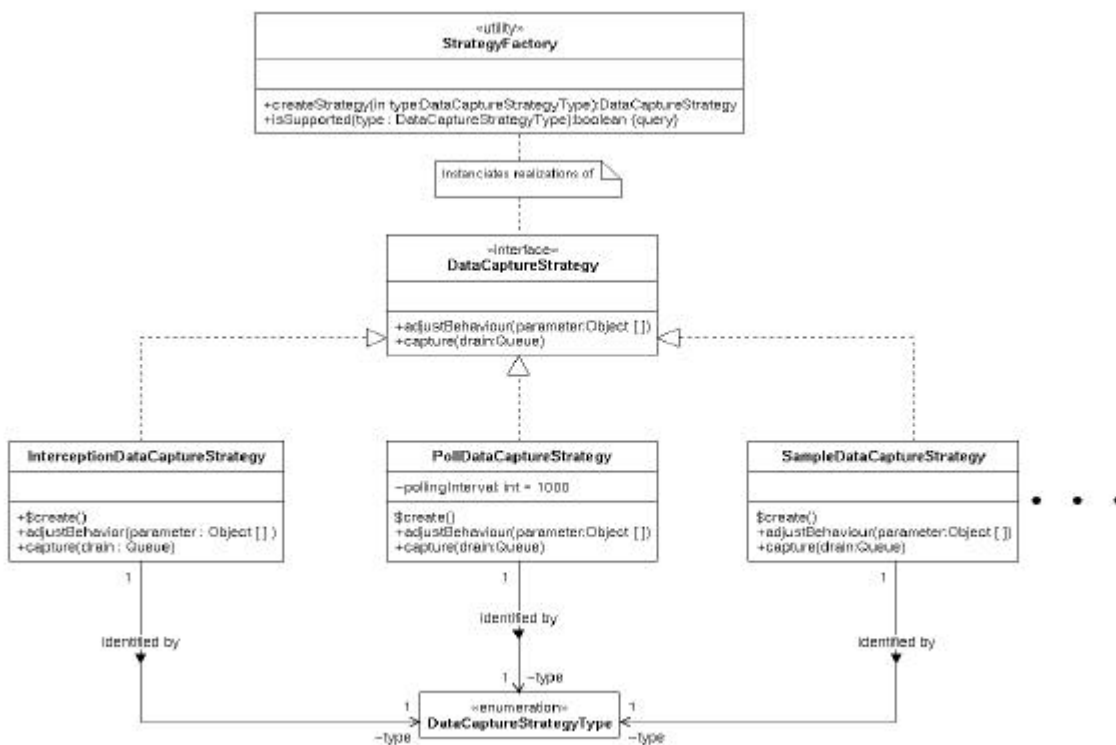 «utility»
StrategyFactory
+createStrategy(in type:DataCaptureStrategyType):DataCaptureStrategy
+isSupported(type : DataCaptureStrategyType):boolean {query}
Instanciates realizations of
«interface»
DataCaptureStrategy
+adjustBehaviour(parameter:Object [ ])
+capture(drain:Queue)
InterceptionDataCaptureStrategy
+$create()
+adjustBehavior(parameter : Object [ ] )
+capture(drain : Queue)
PollDataCaptureStrategy
-pollingInterval: int = 1000
$create()
+adjustBehaviour(parameter:Object [ ])
+capture(drain:Queue)
SampleDataCaptureStrategy
$create()
+adjustBehaviour(parameter:Object [ ])
+capture(drain:Queue)
• • •
1
1
1
identified by
identified by
identified by
1
-type
1
-type
1
-type
«enumeration»
DataCaptureStrategyType